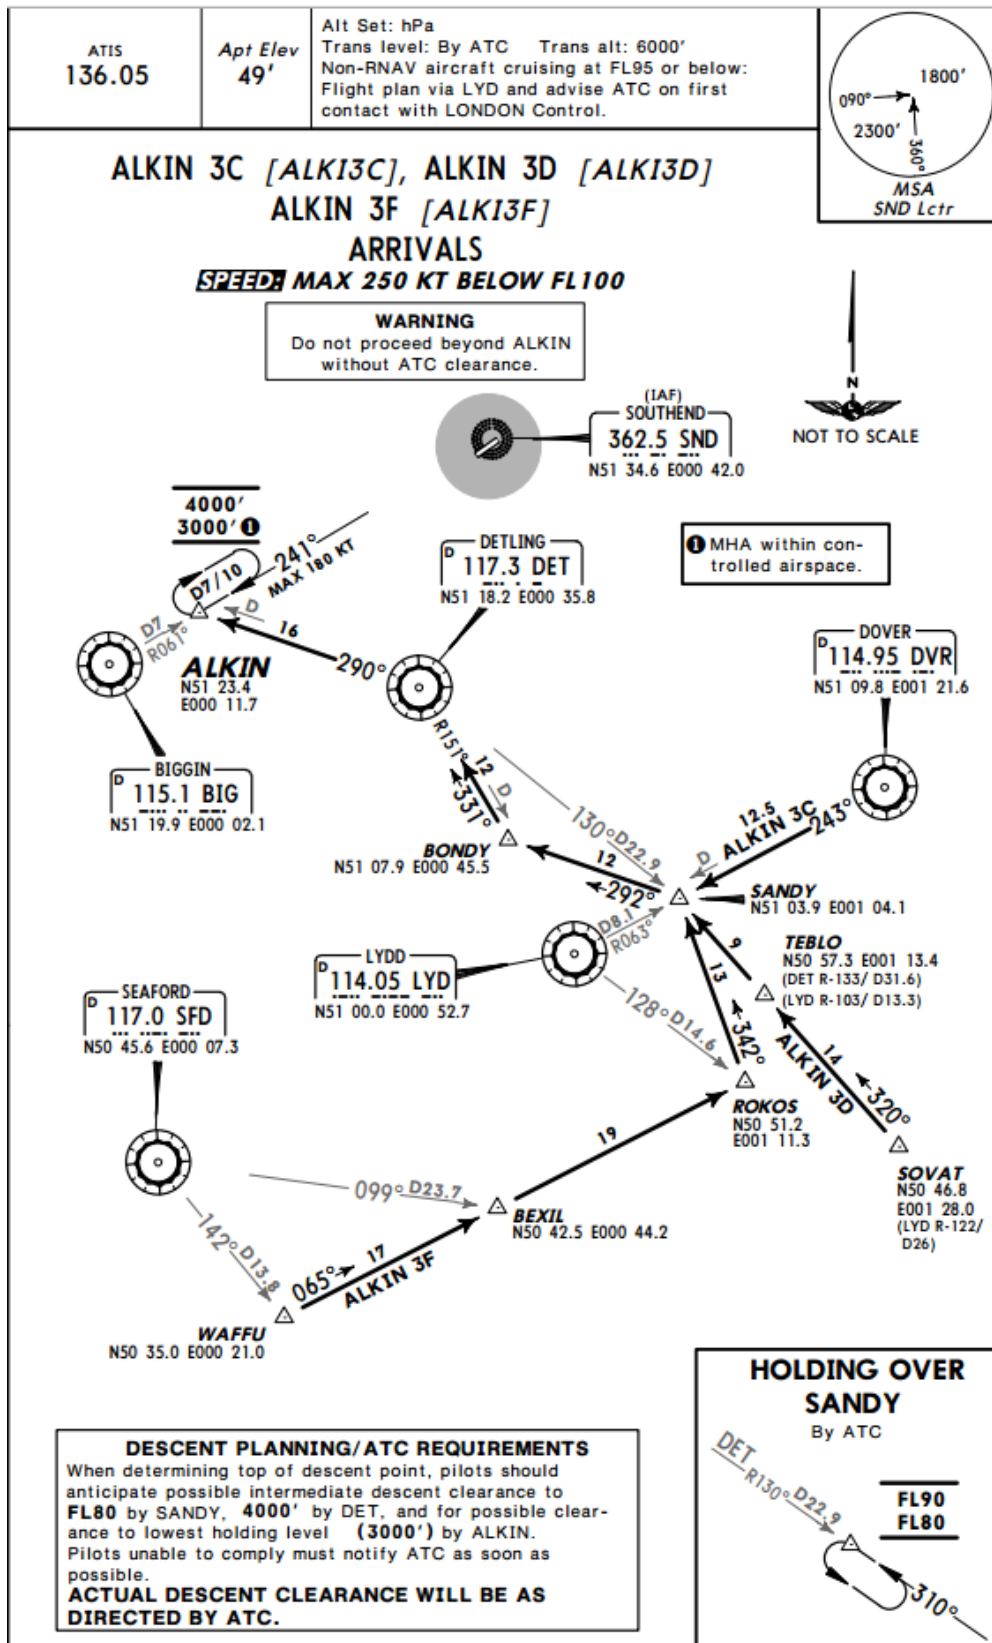 ATIS
136.05
Apt Elev
49'
Alt Set: hPa
Trans level: By ATC Trans alt: 6000'
Non-RNAV aircraft cruising at FL95 or below:
Flight plan via LYD and advise ATC on first
contact with LONDON Control.
1800'
090°
2300'
360°
MSA
SND Lctr
ALKIN 3C [ALKI3C], ALKIN 3D [ALKI3D]
ALKIN 3F [ALKI3F]
ARRIVALS
SPEED: MAX 250 KT BELOW FL100
WARNING
Do not proceed beyond ALKIN
without ATC clearance.
N
NOT TO SCALE
(IAF)
SOUTHEND
362.5 SND
N51 34.6 E000 42.0
4000'
3000' 1
241°
MAX 180 KT
D7/10
1 MHA within con-
trolled airspace.
DETLING
D 117.3 DET
N51 18.2 E000 35.8
D7
R061°
D
16
290°
ALKIN
N51 23.4
E000 11.7
DOVER
D 114.95 DVR
N51 09.8 E001 21.6
BIGGIN
D 115.1 BIG
N51 19.9 E000 02.1
R151°
12
D
331°
130° D22.9
12.5
ALKIN 3C
243°
D
BONDY
N51 07.9 E000 45.5
12
292°
SANDY
N51 03.9 E001 04.1
D8.1
R063°
LYDD
D 114.05 LYD
N51 00.0 E000 52.7
9
TEBLO
N50 57.3 E001 13.4
(DET R-133/ D31.6)
(LYD R-103/ D13.3)
13
342°
128° D14.6
SEAFORD
D 117.0 SFD
N50 45.6 E000 07.3
14
ALKIN 3D
320°
ROKOS
N50 51.2
E001 11.3
SOVAT
N50 46.8
E001 28.0
(LYD R-122/
D26)
19
099° D23.7
BEXIL
N50 42.5 E000 44.2
142° D13.8
065°
17
ALKIN 3F
WAFFU
N50 35.0 E000 21.0
DESCENT PLANNING/ATC REQUIREMENTS
When determining top of descent point, pilots should
anticipate possible intermediate descent clearance to
FL80 by SANDY, 4000' by DET, and for possible clear-
ance to lowest holding level (3000') by ALKIN.
Pilots unable to comply must notify ATC as soon as
possible.
ACTUAL DESCENT CLEARANCE WILL BE AS
DIRECTED BY ATC.
HOLDING OVER
SANDY
By ATC
DET
R130° D22.9
FL90
FL80
310°